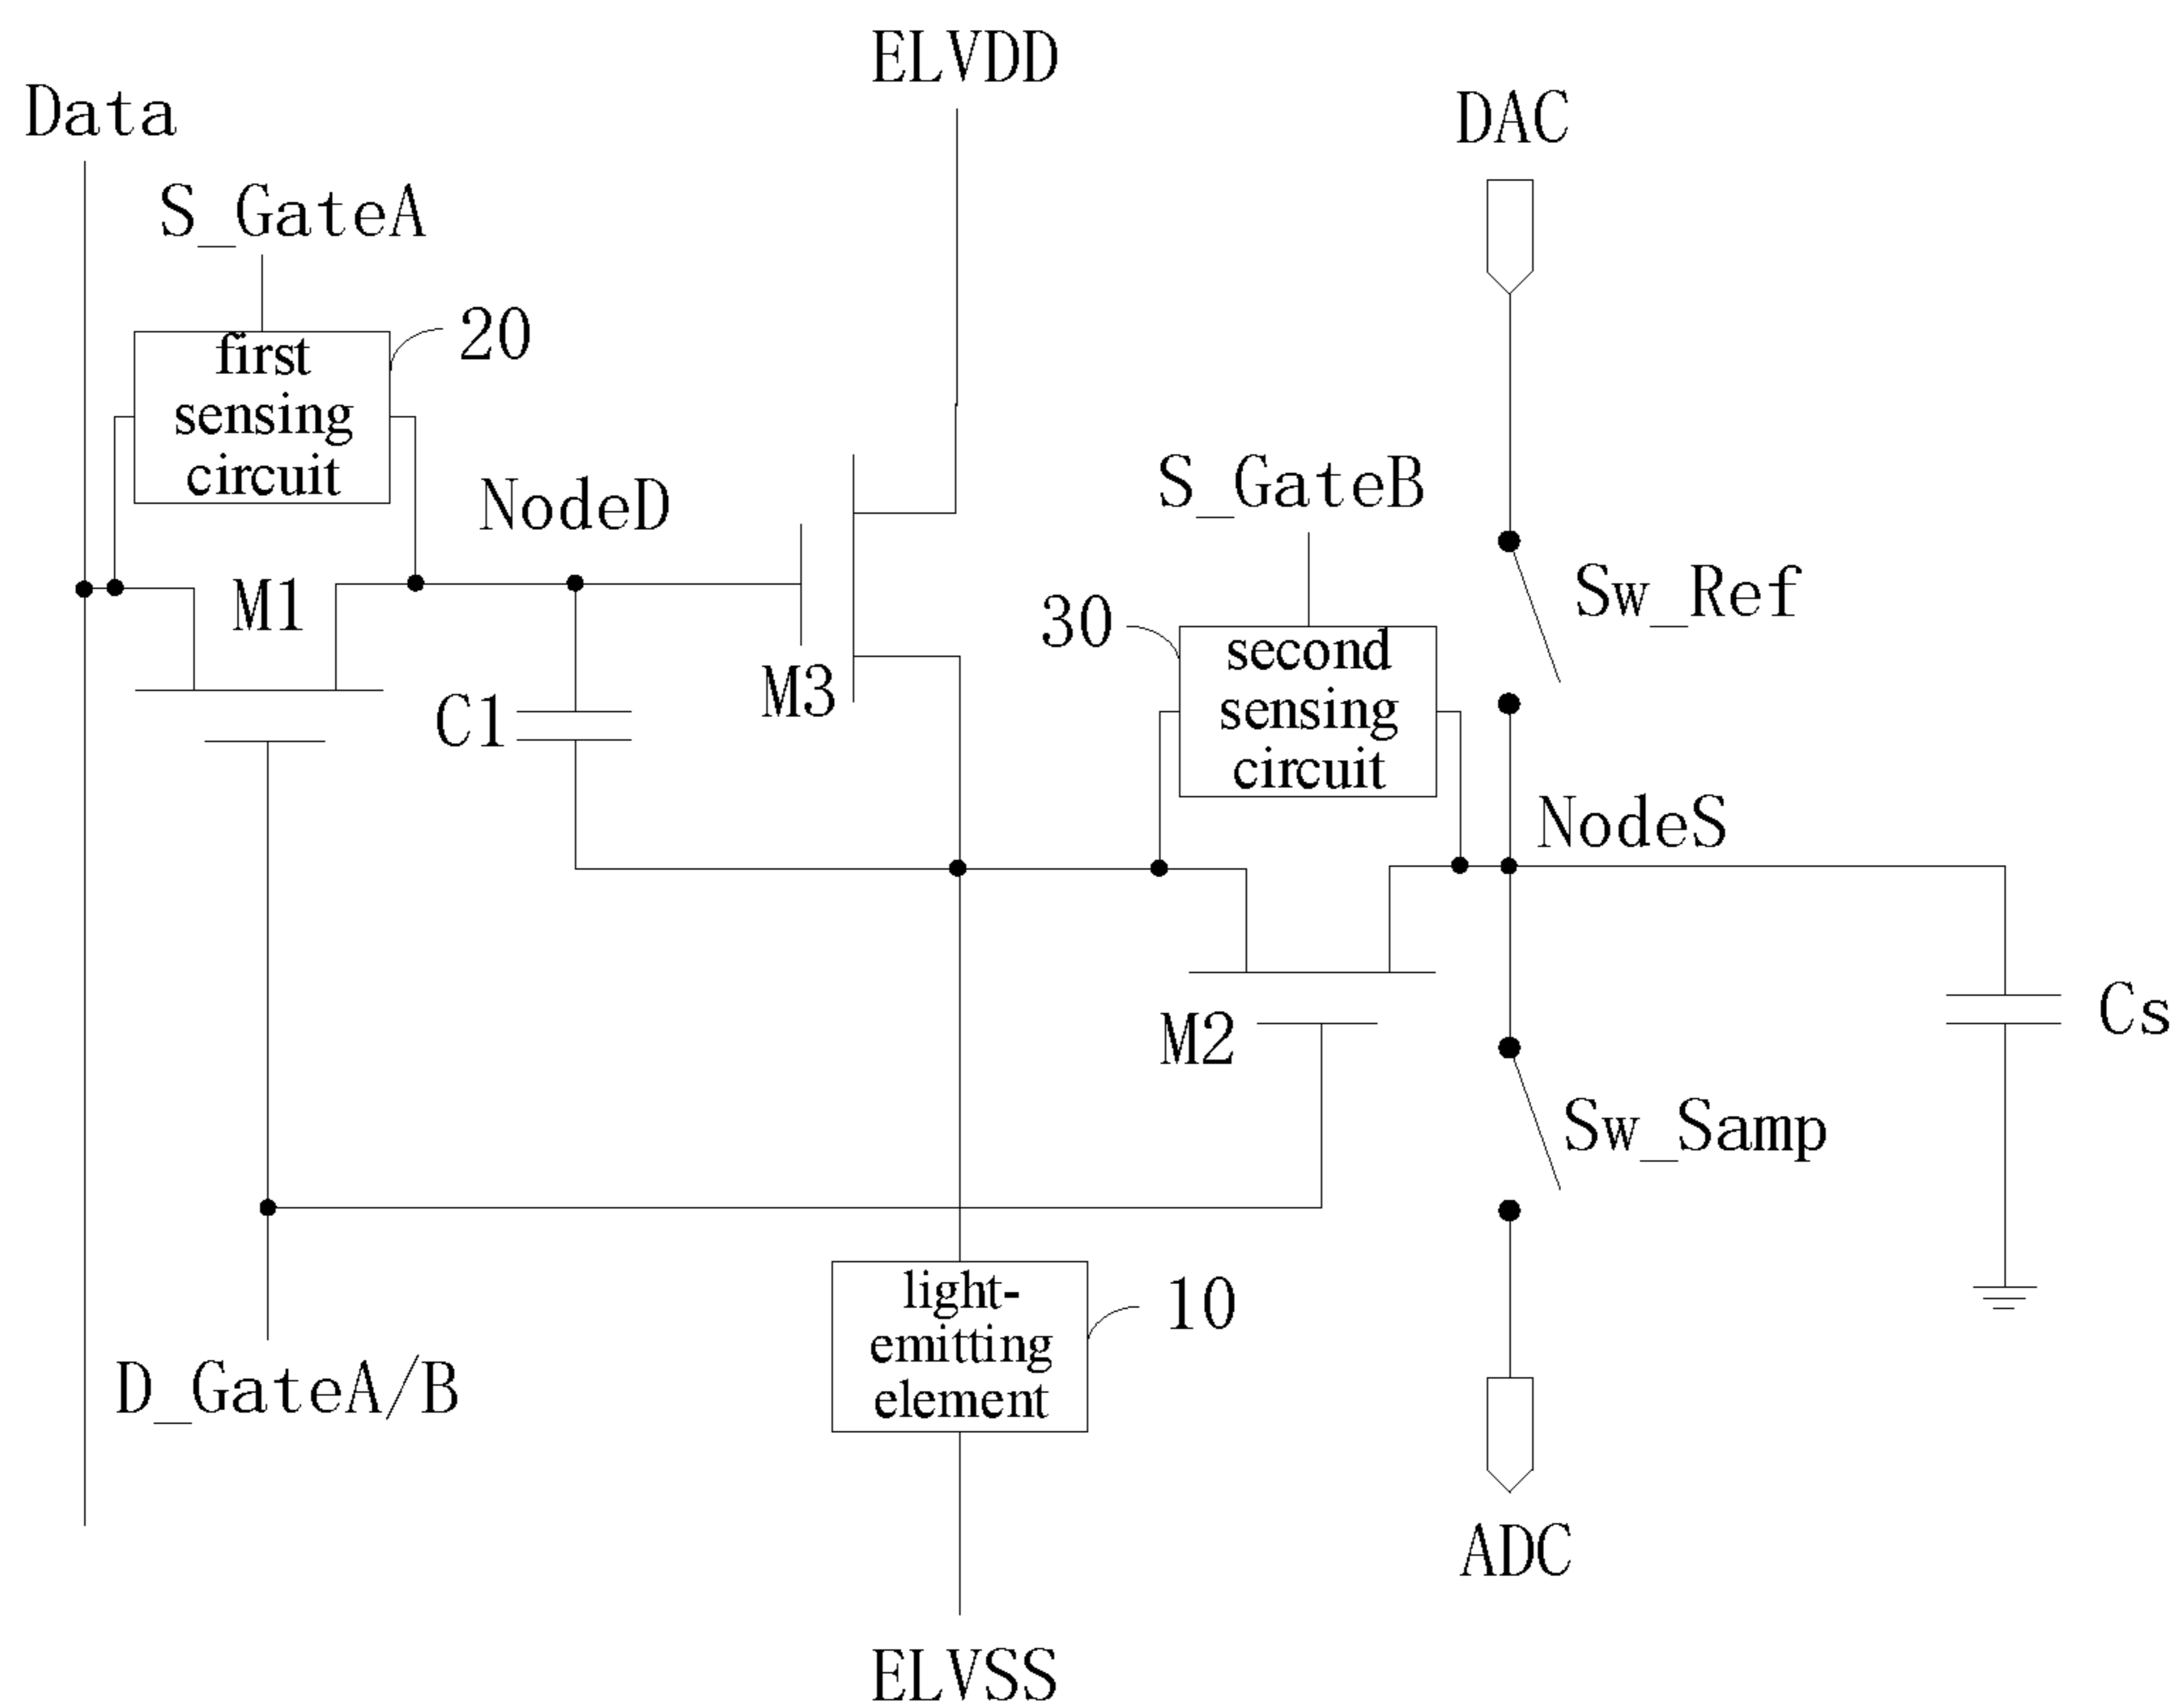 ELVDD
Data
DAC
S_GateA
20
first
sensing
circuit
NodeD
S_GateB
M1
Sw_Ref
30
second
sensing
circuit
M3
C1
NodeS
M2
Cs
Sw_Samp
light-
emitting
element
10
D_GateA/B
ADC
ELVSS